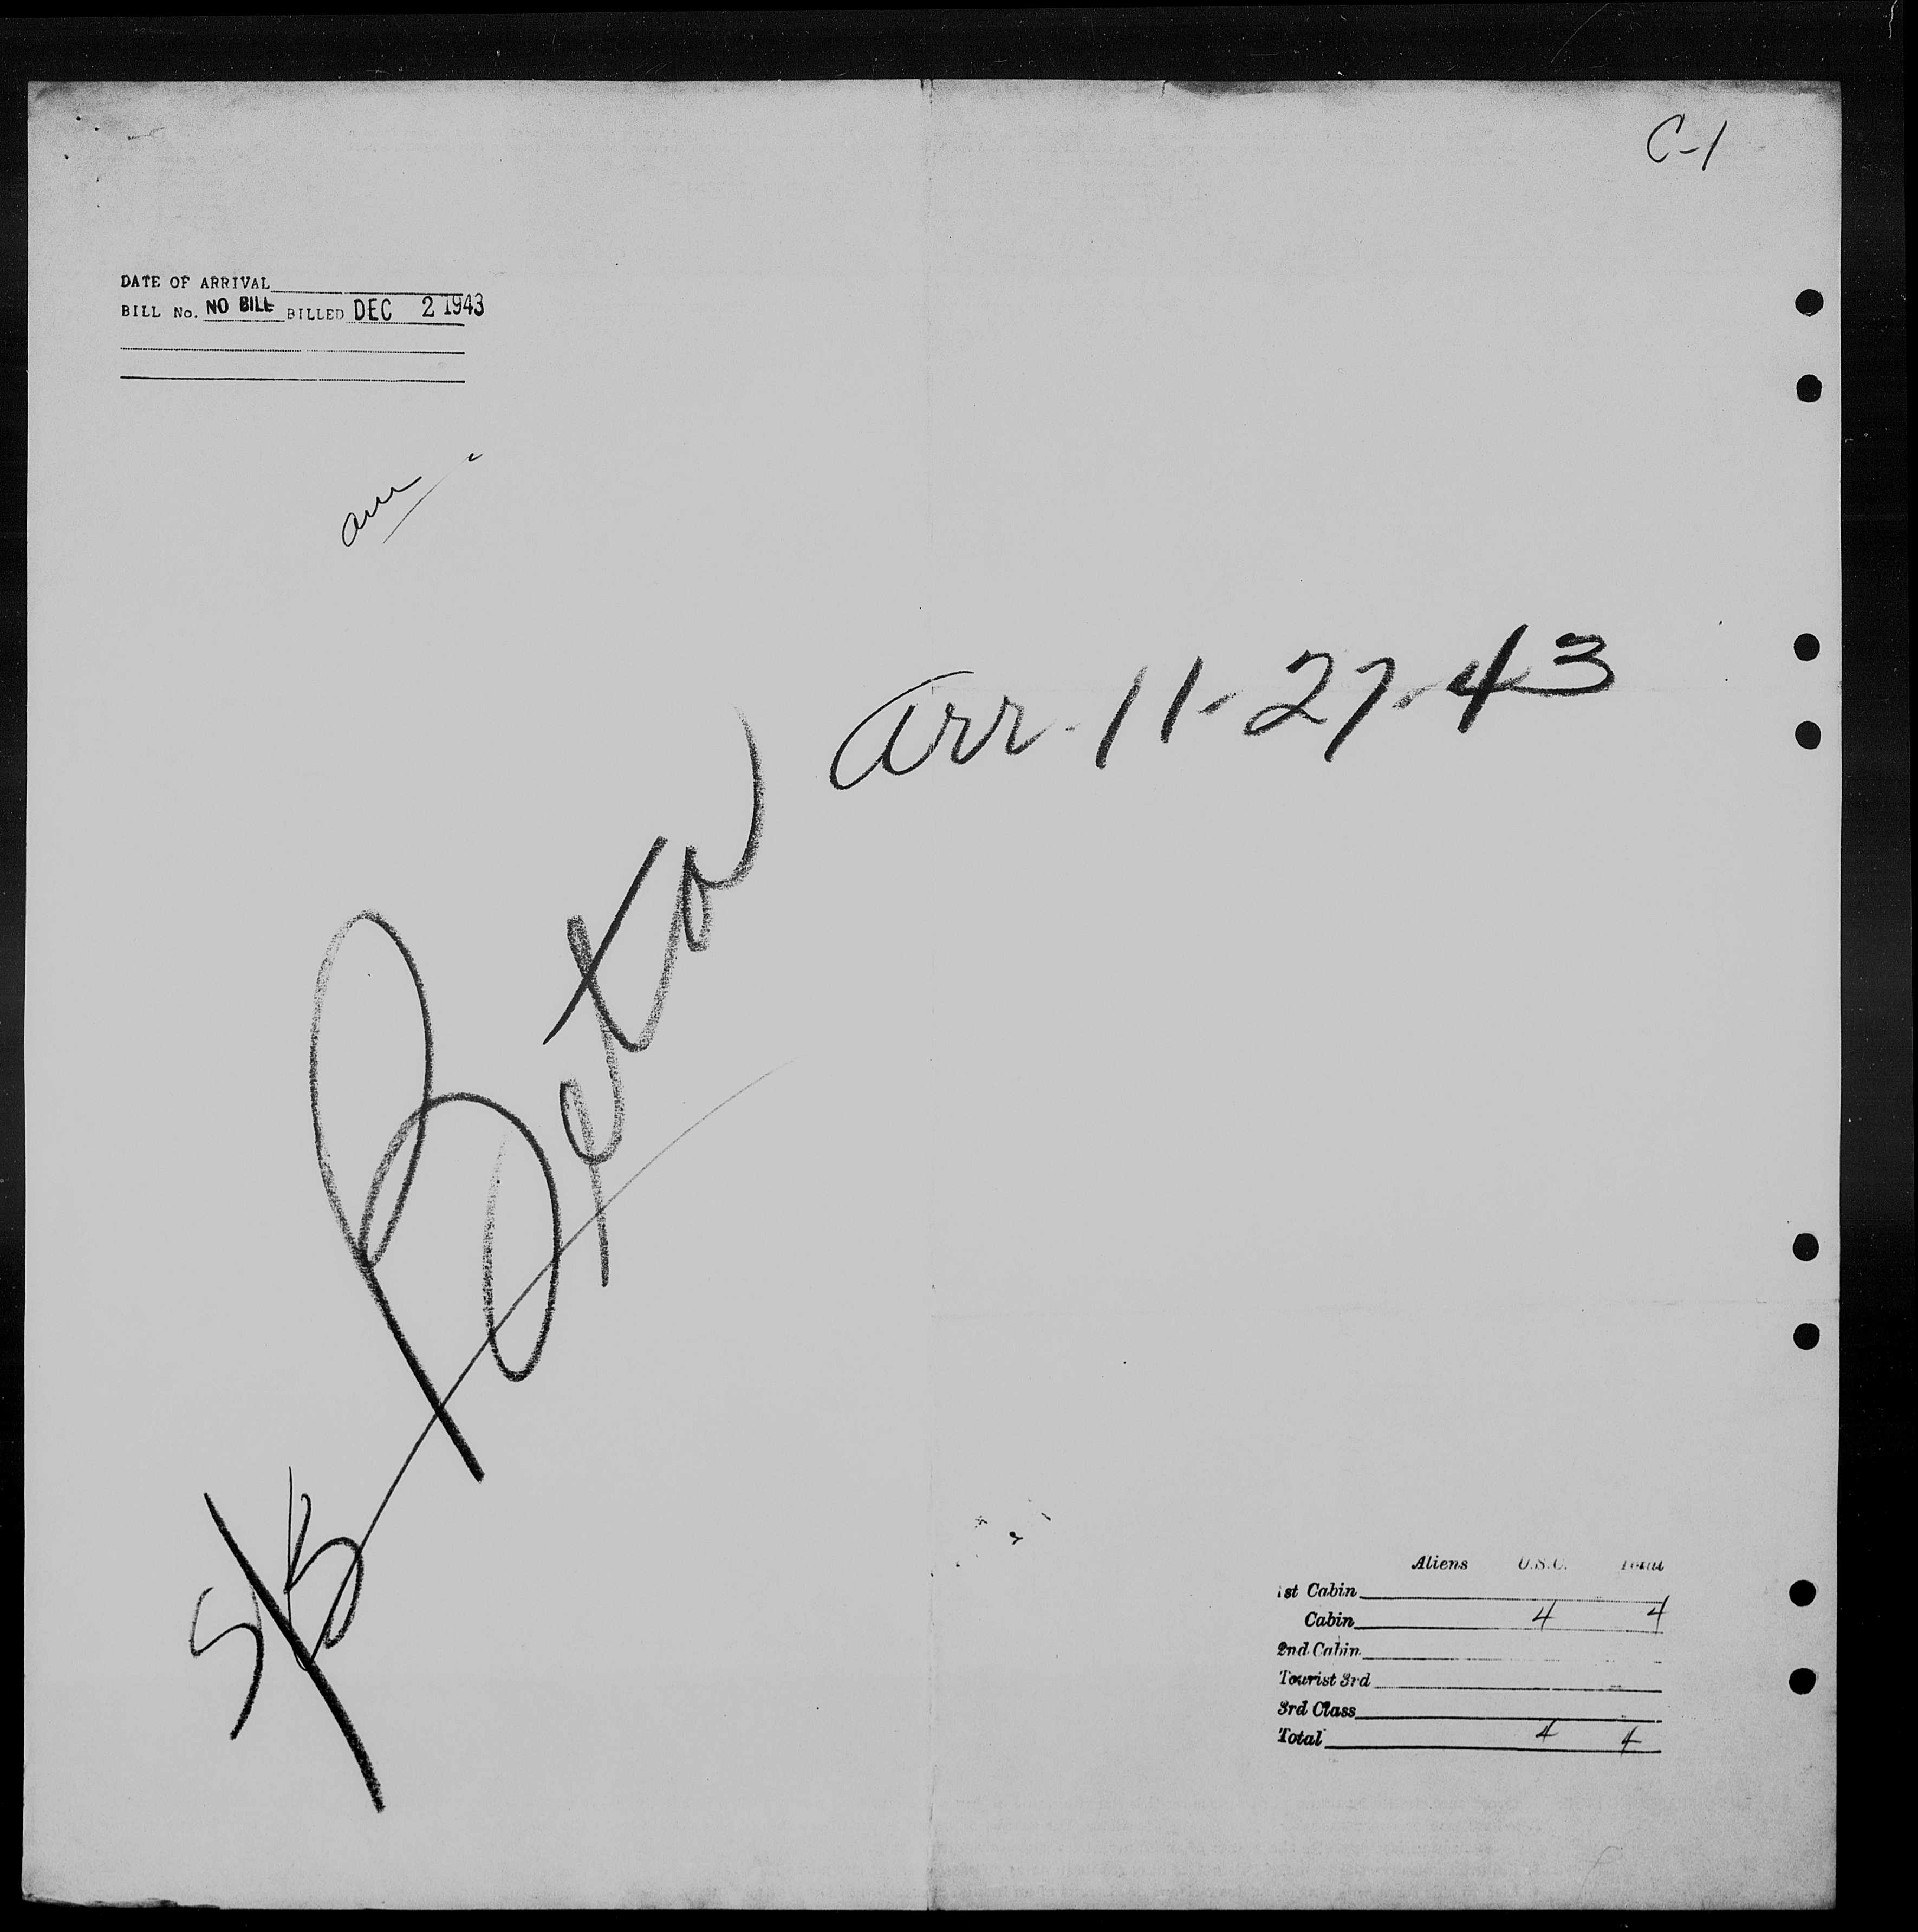 C-1
DATE OF ARRIVAL
BILL No. NO BILL BILLED DEC 2 1943
Arr. 11-27-43
S/B Beta
Aliens U.S.C. Total
1st Cabin
Cabin 4 4
2nd Cabin
Tourist 3rd
3rd Class
Total 4 4